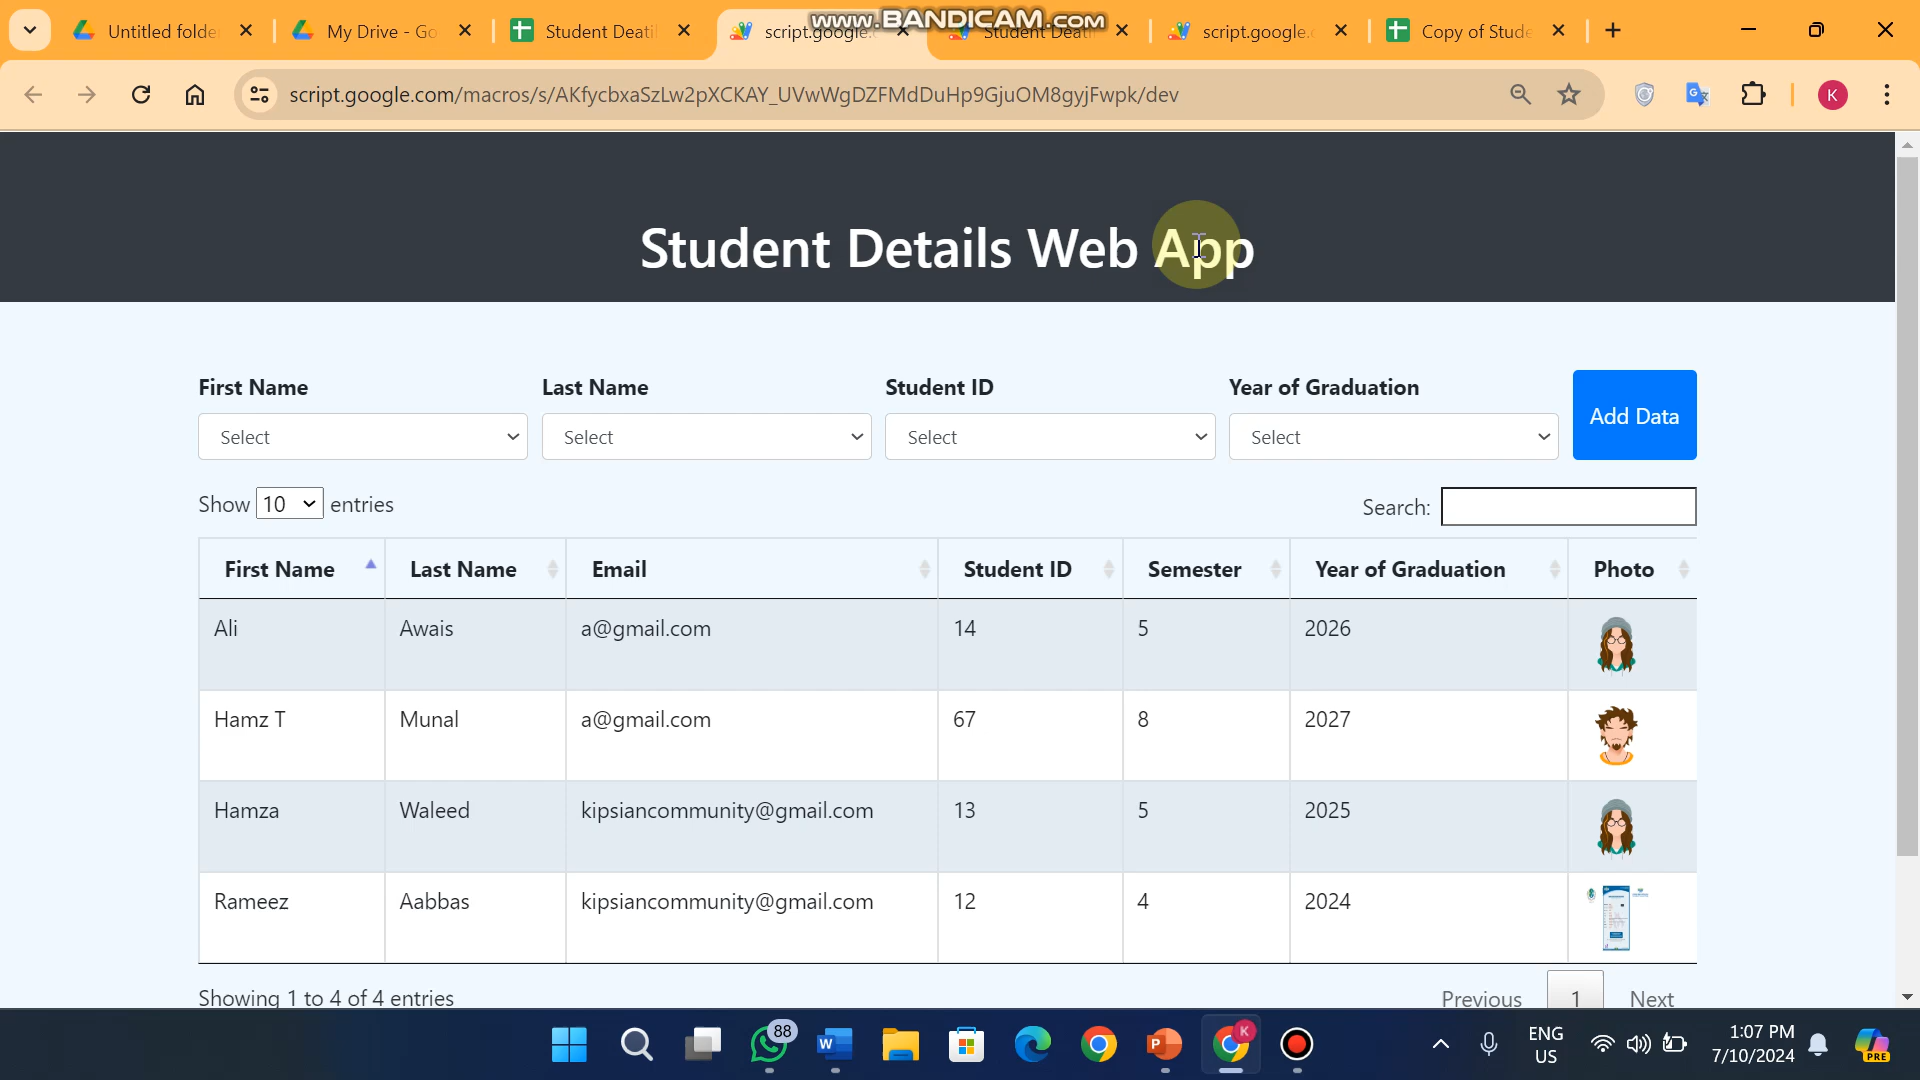 www.BANDICAM.com
Untitled folde
My Drive - Go
Student Deatil
script.google.c
Student Deati
script.google.c
Copy of Stude
script.google.com/macros/s/AKfycbxaSzLw2pXCKAY_UVwWgDZFMdDuHp9GjuOM8gyjFwpk/dev
K
Student Details Web App
First Name Last Name Student ID Year of Graduation
Select Select Select Select Add Data
Show 10 entries Search:
First Name Last Name Email Student ID Semester Year of Graduation Photo
Ali Awais a@gmail.com 14 5 2026
Hamz T Munal a@gmail.com 67 8 2027
Hamza Waleed kipsiancommunity@gmail.com 13 5 2025
Rameez Aabbas kipsiancommunity@gmail.com 12 4 2024
Showing 1 to 4 of 4 entries Previous 1 Next
88
W
P
K
ENG
US
1:07 PM
7/10/2024
PRE